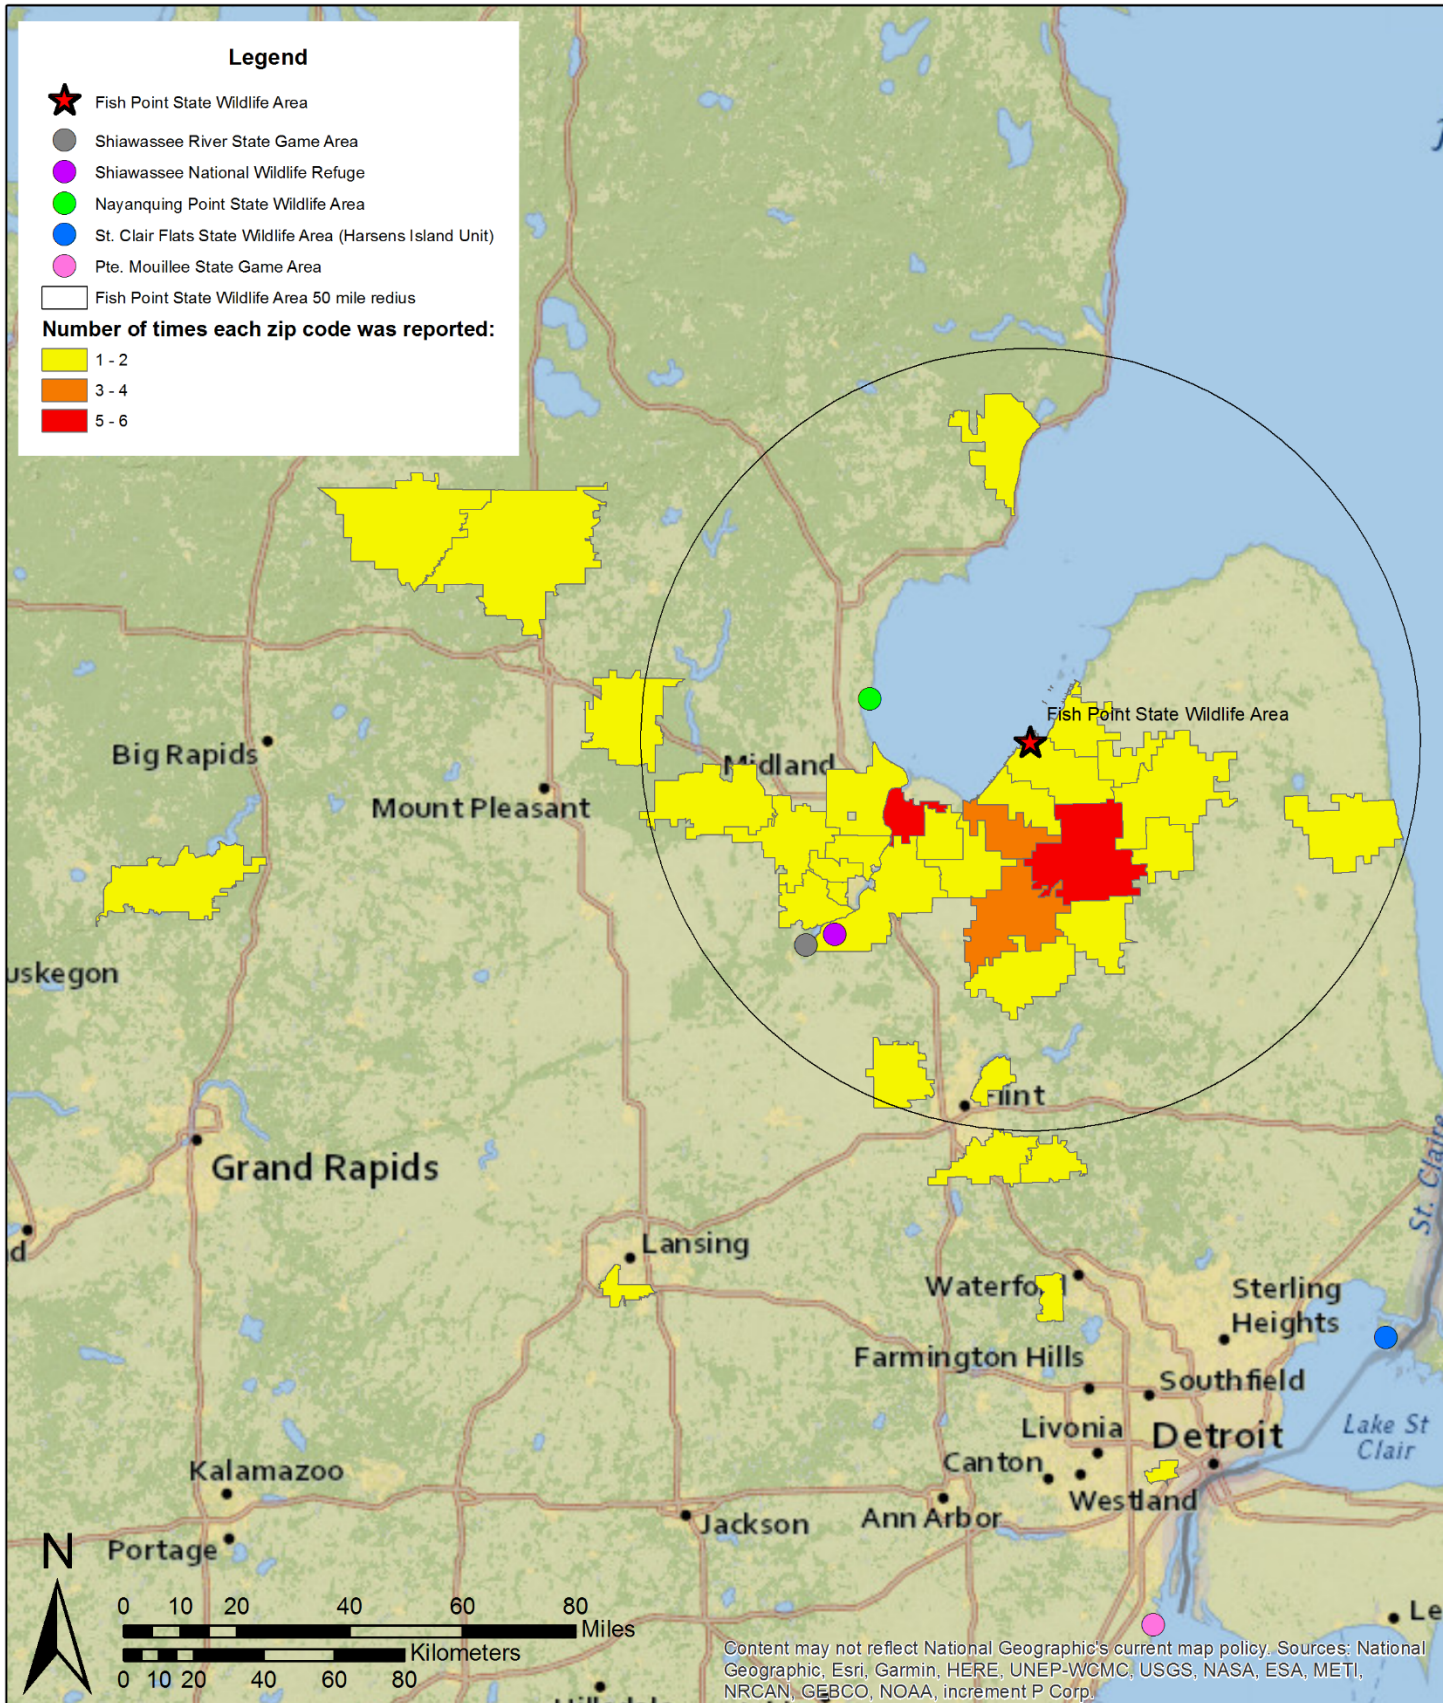 Legend
Fish Point State Wildlife Area
Shiawassee River State Game Area
Shiawassee National Wildlife Refuge
Nayanquing Point State Wildlife Area
St. Clair Flats State Wildlife Area (Harsens Island Unit)
Pte. Mouillee State Game Area
Fish Point State Wildlife Area 50 mile redius
Number of times each zip code was reported:
1 - 2
3 - 4
5 - 6
Fish Point State Wildlife Area
Big Rapids
Midland
Mount Pleasant
uskegon
Flint
Grand Rapids
St. Claire
d
Lansing
Waterford
Sterling
Heights
Farmington Hills
Southfield
Livonia
Detroit
Lake St
Clair
Canton
Kalamazoo
Westland
Ann Arbor
Jackson
Portage
N
0 10 20 40 60 80
Miles
Kilometers
0 10 20 40 60 80
Le
Content may not reflect National Geographic's current map policy. Sources: National
Geographic, Esri, Garmin, HERE, UNEP-WCMC, USGS, NASA, ESA, METI,
NRCAN, GEBCO, NOAA, increment P Corp.